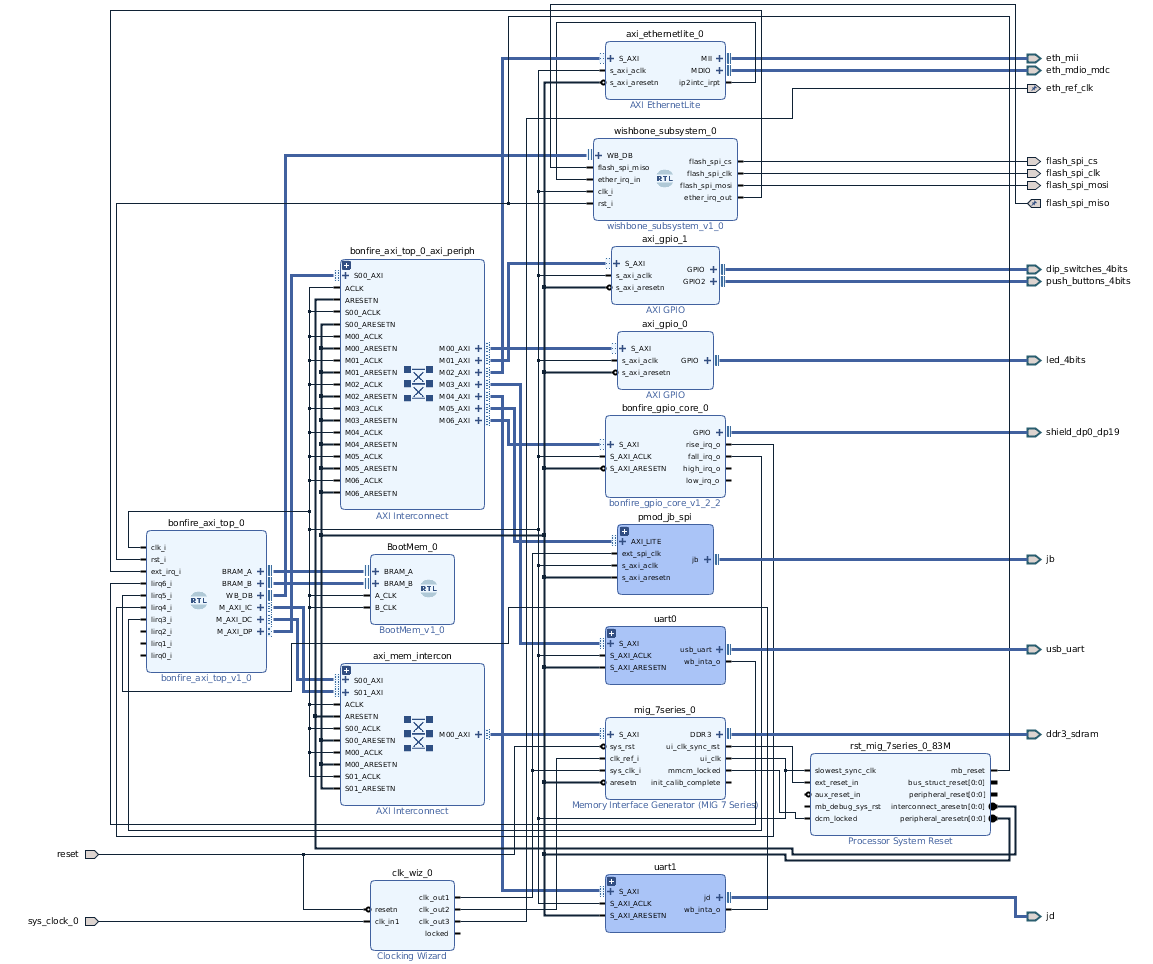 axi_ethernetlite_0
S_AXI
s_axi_aclk
s_axi_aresetn
MII
MDIO
ip2intc_irpt
AXI EthernetLite
eth_mii
eth_mdio_mdc
eth_ref_clk
wishbone_subsystem_0
WB_DB
flash_spi_miso
ether_irq_in
clk_i
rst_i
flash_spi_cs
flash_spi_clk
flash_spi_mosi
ether_irq_out
RTL
wishbone_subsystem_v1_0
flash_spi_cs
flash_spi_clk
flash_spi_mosi
flash_spi_miso
axi_gpio_1
S_AXI
s_axi_aclk
s_axi_aresetn
GPIO
GPIO2
AXI GPIO
dip_switches_4bits
push_buttons_4bits
bonfire_axi_top_0_axi_periph
S00_AXI
ACLK
ARESETN
S00_ACLK
S00_ARESETN
M00_ACLK
M00_ARESETN
M01_ACLK
M01_ARESETN
M02_ACLK
M02_ARESETN
M03_ACLK
M03_ARESETN
M04_ACLK
M04_ARESETN
M05_ACLK
M05_ARESETN
M06_ACLK
M06_ARESETN
M00_AXI
M01_AXI
M02_AXI
M03_AXI
M04_AXI
M05_AXI
M06_AXI
AXI Interconnect
axi_gpio_0
S_AXI
s_axi_aclk
s_axi_aresetn
GPIO
AXI GPIO
led_4bits
bonfire_gpio_core_0
S_AXI
S_AXI_ACLK
S_AXI_ARESETN
GPIO
rise_irq_o
fall_irq_o
high_irq_o
low_irq_o
bonfire_gpio_core_v1_2_2
shield_dp0_dp19
bonfire_axi_top_0
clk_i
rst_i
ext_irq_i
lirq6_i
lirq5_i
lirq4_i
lirq3_i
lirq2_i
lirq1_i
lirq0_i
BRAM_A
BRAM_B
WB_DB
M_AXI_IC
M_AXI_DC
M_AXI_DP
RTL
bonfire_axi_top_v1_0
BootMem_0
BRAM_A
BRAM_B
A_CLK
B_CLK
RTL
BootMem_v1_0
pmod_jb_spi
AXI_LITE
ext_spi_clk
s_axi_aclk
s_axi_aresetn
jb
jb
uart0
S_AXI
S_AXI_ACLK
S_AXI_ARESETN
usb_uart
wb_inta_o
usb_uart
axi_mem_intercon
S00_AXI
S01_AXI
ACLK
ARESETN
S00_ACLK
S00_ARESETN
M00_ACLK
M00_ARESETN
S01_ACLK
S01_ARESETN
M00_AXI
AXI Interconnect
mig_7series_0
S_AXI
sys_rst
clk_ref_i
sys_clk_i
aresetn
DDR3
ui_clk_sync_rst
ui_clk
mmcm_locked
init_calib_complete
Memory Interface Generator (MIG 7 Series)
ddr3_sdram
rst_mig_7series_0_83M
slowest_sync_clk
ext_reset_in
aux_reset_in
mb_debug_sys_rst
dcm_locked
mb_reset
bus_struct_reset[0:0]
peripheral_reset[0:0]
interconnect_aresetn[0:0]
peripheral_aresetn[0:0]
Processor System Reset
reset
sys_clock_0
clk_wiz_0
resetn
clk_in1
clk_out1
clk_out2
clk_out3
locked
Clocking Wizard
uart1
S_AXI
S_AXI_ACLK
S_AXI_ARESETN
jd
wb_inta_o
jd